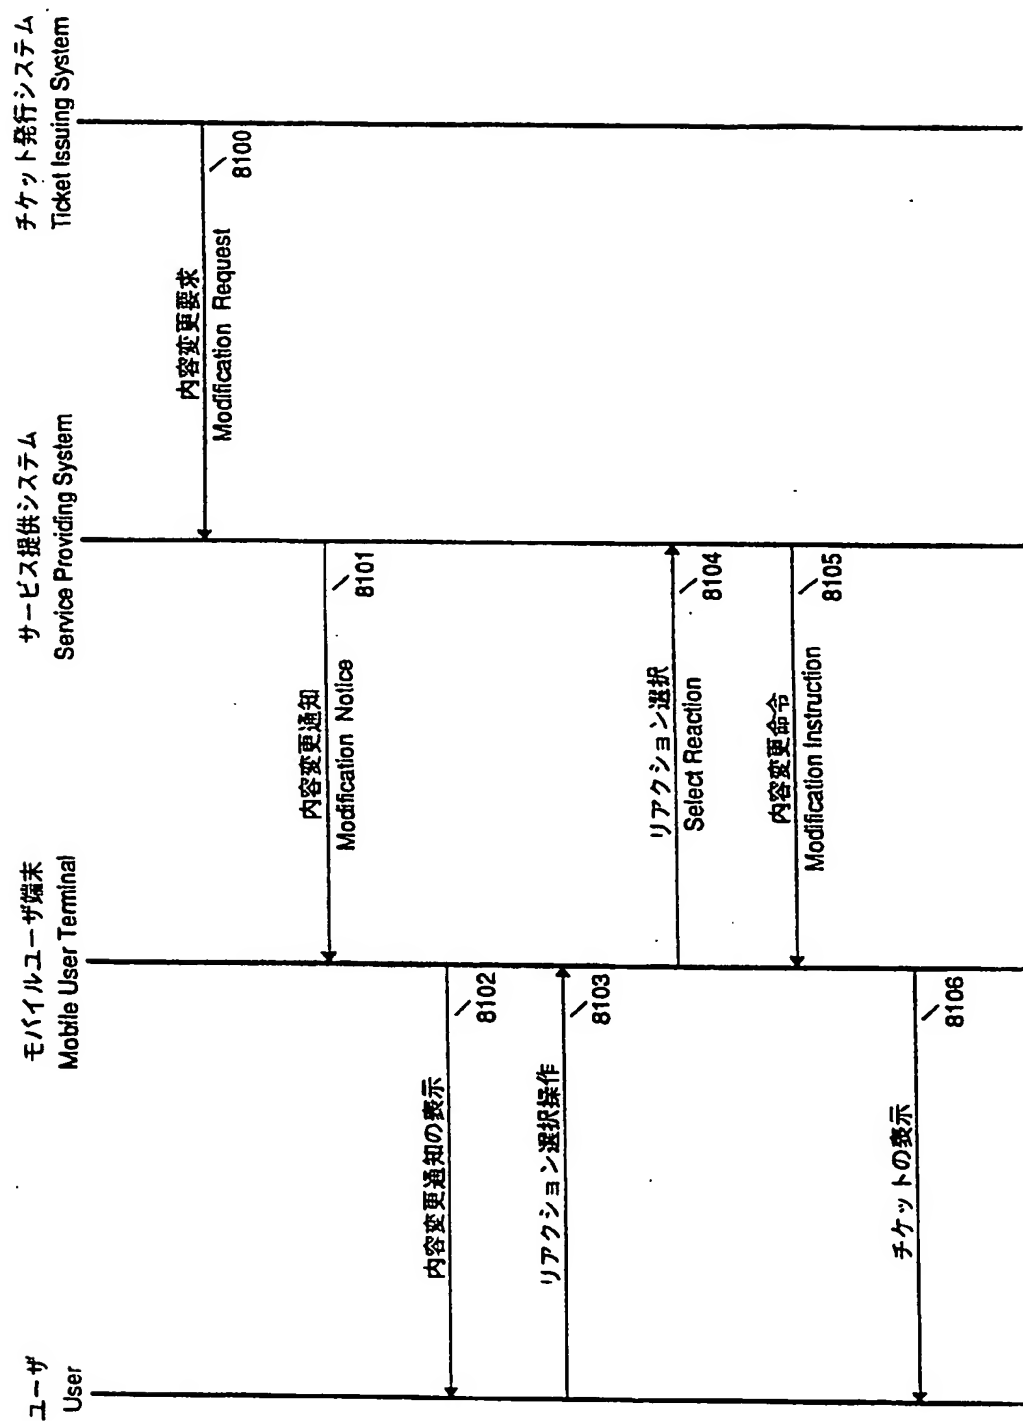 ユーザ
User
モバイルユーザ端末
Mobile User Terminal
サービス提供システム
Service Providing System
チケット発行システム
Ticket Issuing System
内容変更要求
Modification Request
8100
内容変更通知
Modification Notice
8101
内容変更通知の表示
8102
リアクション選択操作
8103
リアクション選択
Select Reaction
8104
内容変更命令
Modification Instruction
8105
チケットの表示
8106